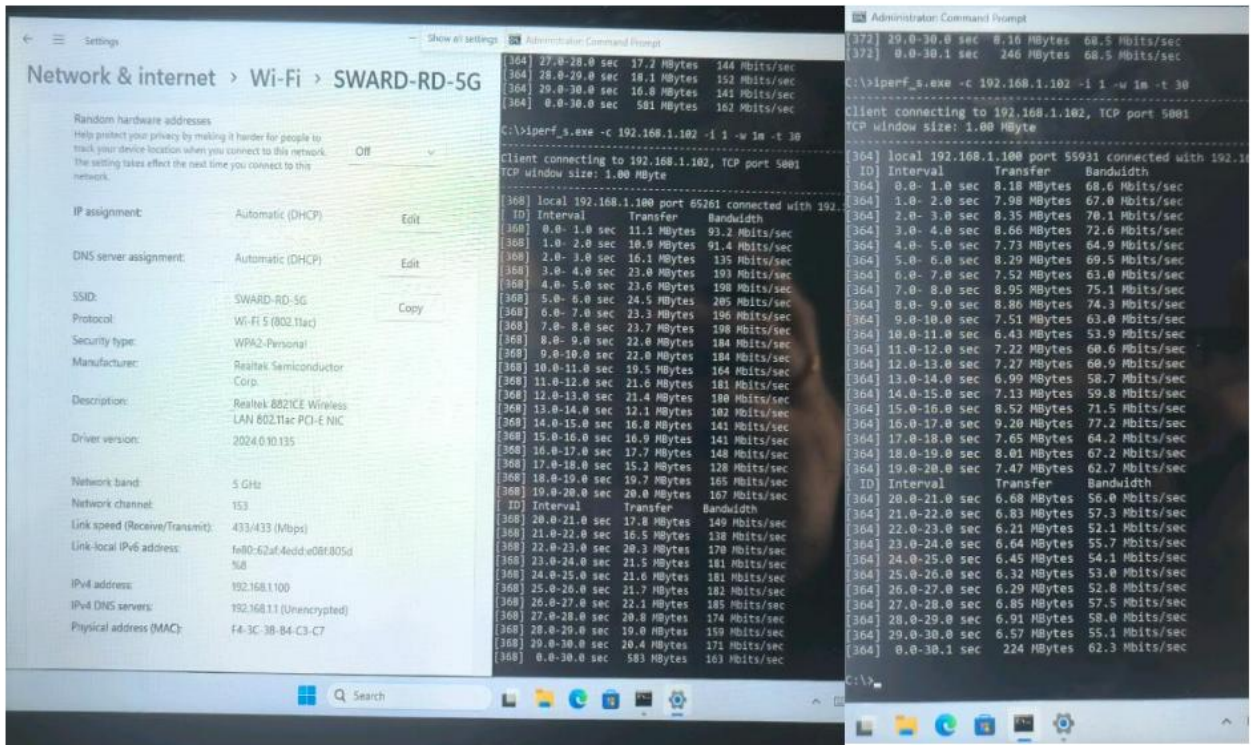 Settings
Show all settings
Network & internet > Wi-Fi > SWARD-RD-5G
Random hardware addresses
Help protect your privacy by making it harder for people to
track your device location when you connect to this network.
The setting takes effect the next time you connect to this
network.
Off
IP assignment: Automatic (DHCP) Edit
DNS server assignment: Automatic (DHCP) Edit
SSID: SWARD-RD-5G Copy
Protocol: Wi-Fi 5 (802.11ac)
Security type: WPA2-Personal
Manufacturer: Realtek Semiconductor
Corp.
Description: Realtek 8821CE Wireless
LAN 802.11ac PCI-E NIC
Driver version: 2024.0.10.135
Network band: 5 GHz
Network channel: 153
Link speed (Receive/Transmit): 433/433 (Mbps)
Link-local IPv6 address: fe80::62af:4edd:e08f:805d
%8
IPv4 address: 192.168.1.100
IPv4 DNS servers: 192.168.1.1 (Unencrypted)
Physical address (MAC): F4-3C-3B-B4-C3-C7
Search
Administrator: Command Prompt
[364] 27.0-28.0 sec 17.2 MBytes 144 Mbits/sec
[364] 28.0-29.0 sec 18.1 MBytes 152 Mbits/sec
[364] 29.0-30.0 sec 16.8 MBytes 141 Mbits/sec
[364] 0.0-30.0 sec 581 MBytes 162 Mbits/sec
C:\>iperf_s.exe -c 192.168.1.102 -i 1 -w 1m -t 30
------------------------------------------------------------
Client connecting to 192.168.1.102, TCP port 5001
TCP window size: 1.00 MByte
------------------------------------------------------------
[368] local 192.168.1.100 port 65261 connected with 192.
[ ID] Interval Transfer Bandwidth
[368] 0.0- 1.0 sec 11.1 MBytes 93.2 Mbits/sec
[368] 1.0- 2.0 sec 10.9 MBytes 91.4 Mbits/sec
[368] 2.0- 3.0 sec 16.1 MBytes 135 Mbits/sec
[368] 3.0- 4.0 sec 23.0 MBytes 193 Mbits/sec
[368] 4.0- 5.0 sec 23.6 MBytes 198 Mbits/sec
[368] 5.0- 6.0 sec 24.5 MBytes 205 Mbits/sec
[368] 6.0- 7.0 sec 23.3 MBytes 196 Mbits/sec
[368] 7.0- 8.0 sec 23.7 MBytes 198 Mbits/sec
[368] 8.0- 9.0 sec 22.0 MBytes 184 Mbits/sec
[368] 9.0-10.0 sec 22.0 MBytes 184 Mbits/sec
[368] 10.0-11.0 sec 19.5 MBytes 164 Mbits/sec
[368] 11.0-12.0 sec 21.6 MBytes 181 Mbits/sec
[368] 12.0-13.0 sec 21.4 MBytes 180 Mbits/sec
[368] 13.0-14.0 sec 12.1 MBytes 102 Mbits/sec
[368] 14.0-15.0 sec 16.8 MBytes 141 Mbits/sec
[368] 15.0-16.0 sec 16.9 MBytes 141 Mbits/sec
[368] 16.0-17.0 sec 17.7 MBytes 148 Mbits/sec
[368] 17.0-18.0 sec 15.2 MBytes 128 Mbits/sec
[368] 18.0-19.0 sec 19.7 MBytes 165 Mbits/sec
[368] 19.0-20.0 sec 20.0 MBytes 167 Mbits/sec
[ ID] Interval Transfer Bandwidth
[368] 20.0-21.0 sec 17.8 MBytes 149 Mbits/sec
[368] 21.0-22.0 sec 16.5 MBytes 138 Mbits/sec
[368] 22.0-23.0 sec 20.3 MBytes 170 Mbits/sec
[368] 23.0-24.0 sec 21.5 MBytes 181 Mbits/sec
[368] 24.0-25.0 sec 21.6 MBytes 181 Mbits/sec
[368] 25.0-26.0 sec 21.7 MBytes 182 Mbits/sec
[368] 26.0-27.0 sec 22.1 MBytes 185 Mbits/sec
[368] 27.0-28.0 sec 20.8 MBytes 174 Mbits/sec
[368] 28.0-29.0 sec 19.0 MBytes 159 Mbits/sec
[368] 29.0-30.0 sec 20.4 MBytes 171 Mbits/sec
[368] 0.0-30.0 sec 583 MBytes 163 Mbits/sec
Administrator: Command Prompt
[372] 29.0-30.0 sec 8.16 MBytes 68.5 Mbits/sec
[372] 0.0-30.1 sec 246 MBytes 68.5 Mbits/sec
C:\>iperf_s.exe -c 192.168.1.102 -i 1 -w 1m -t 30
------------------------------------------------------------
Client connecting to 192.168.1.102, TCP port 5001
TCP window size: 1.00 MByte
------------------------------------------------------------
[364] local 192.168.1.100 port 55931 connected with 192.16
[ ID] Interval Transfer Bandwidth
[364] 0.0- 1.0 sec 8.18 MBytes 68.6 Mbits/sec
[364] 1.0- 2.0 sec 7.98 MBytes 67.0 Mbits/sec
[364] 2.0- 3.0 sec 8.35 MBytes 70.1 Mbits/sec
[364] 3.0- 4.0 sec 8.66 MBytes 72.6 Mbits/sec
[364] 4.0- 5.0 sec 7.73 MBytes 64.9 Mbits/sec
[364] 5.0- 6.0 sec 8.29 MBytes 69.5 Mbits/sec
[364] 6.0- 7.0 sec 7.52 MBytes 63.0 Mbits/sec
[364] 7.0- 8.0 sec 8.95 MBytes 75.1 Mbits/sec
[364] 8.0- 9.0 sec 8.86 MBytes 74.3 Mbits/sec
[364] 9.0-10.0 sec 7.51 MBytes 63.0 Mbits/sec
[364] 10.0-11.0 sec 6.43 MBytes 53.9 Mbits/sec
[364] 11.0-12.0 sec 7.22 MBytes 60.6 Mbits/sec
[364] 12.0-13.0 sec 7.27 MBytes 60.9 Mbits/sec
[364] 13.0-14.0 sec 6.99 MBytes 58.7 Mbits/sec
[364] 14.0-15.0 sec 7.13 MBytes 59.8 Mbits/sec
[364] 15.0-16.0 sec 8.52 MBytes 71.5 Mbits/sec
[364] 16.0-17.0 sec 9.20 MBytes 77.2 Mbits/sec
[364] 17.0-18.0 sec 7.65 MBytes 64.2 Mbits/sec
[364] 18.0-19.0 sec 8.01 MBytes 67.2 Mbits/sec
[364] 19.0-20.0 sec 7.47 MBytes 62.7 Mbits/sec
[ ID] Interval Transfer Bandwidth
[364] 20.0-21.0 sec 6.68 MBytes 56.0 Mbits/sec
[364] 21.0-22.0 sec 6.83 MBytes 57.3 Mbits/sec
[364] 22.0-23.0 sec 6.21 MBytes 52.1 Mbits/sec
[364] 23.0-24.0 sec 6.64 MBytes 55.7 Mbits/sec
[364] 24.0-25.0 sec 6.45 MBytes 54.1 Mbits/sec
[364] 25.0-26.0 sec 6.32 MBytes 53.0 Mbits/sec
[364] 26.0-27.0 sec 6.29 MBytes 52.8 Mbits/sec
[364] 27.0-28.0 sec 6.85 MBytes 57.5 Mbits/sec
[364] 28.0-29.0 sec 6.91 MBytes 58.0 Mbits/sec
[364] 29.0-30.0 sec 6.57 MBytes 55.1 Mbits/sec
[364] 0.0-30.1 sec 224 MBytes 62.3 Mbits/sec
C:\>_